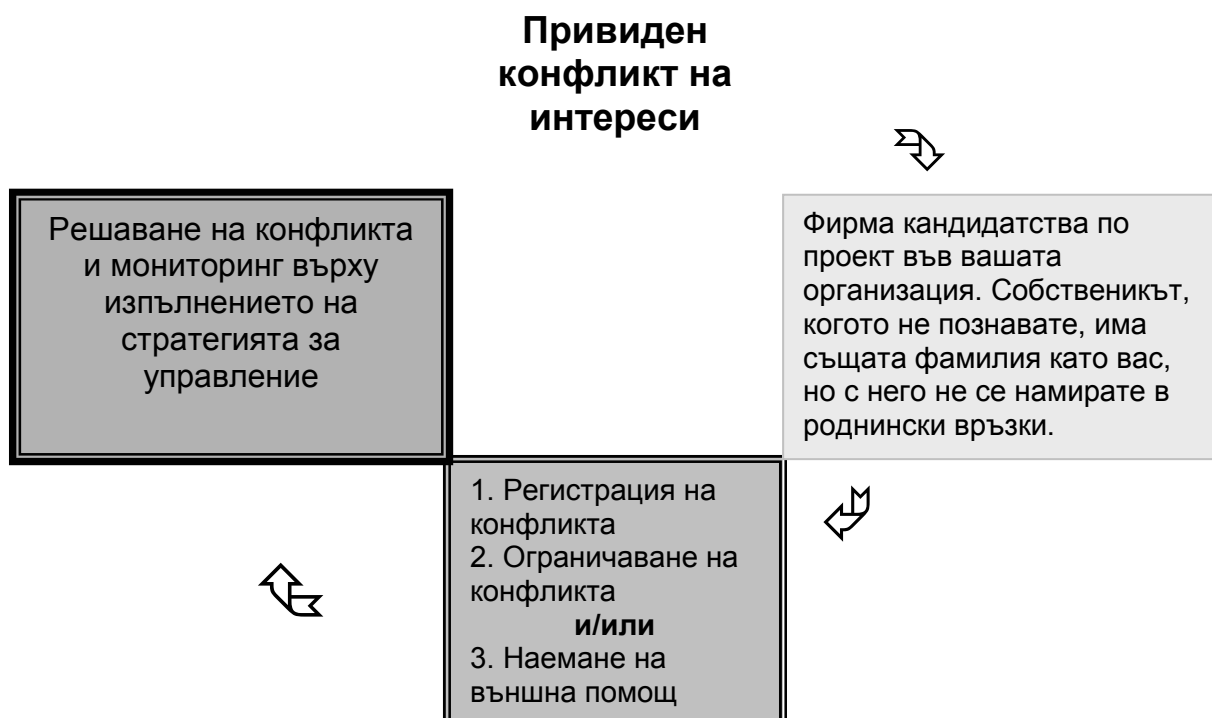 Привиден
конфликт на
интереси
Фирма кандидатства по
проект във вашата
организация. Собственикът,
когото не познавате, има
същата фамилия като вас,
но с него не се намирате в
роднински връзки.
1. Регистрация на
конфликта
2. Ограничаване на
конфликта
и/или
3. Наемане на
външна помощ
Решаване на конфликта
и мониторинг върху
изпълнението на
стратегията за
управление